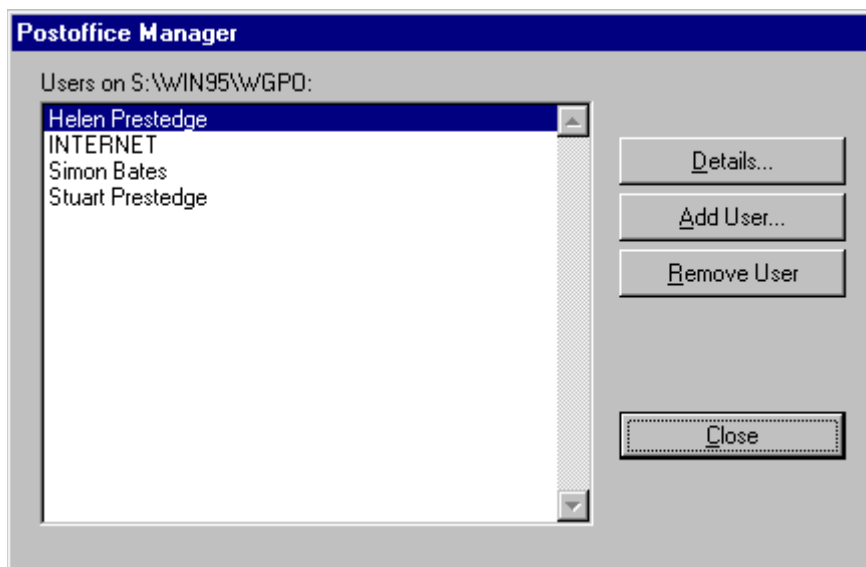 Postoffice Manager
Users on S:\WIN95\WGPO:
Helen Prestedge
INTERNET
Simon Bates
Stuart Prestedge
Details...
Add User...
Remove User
Close